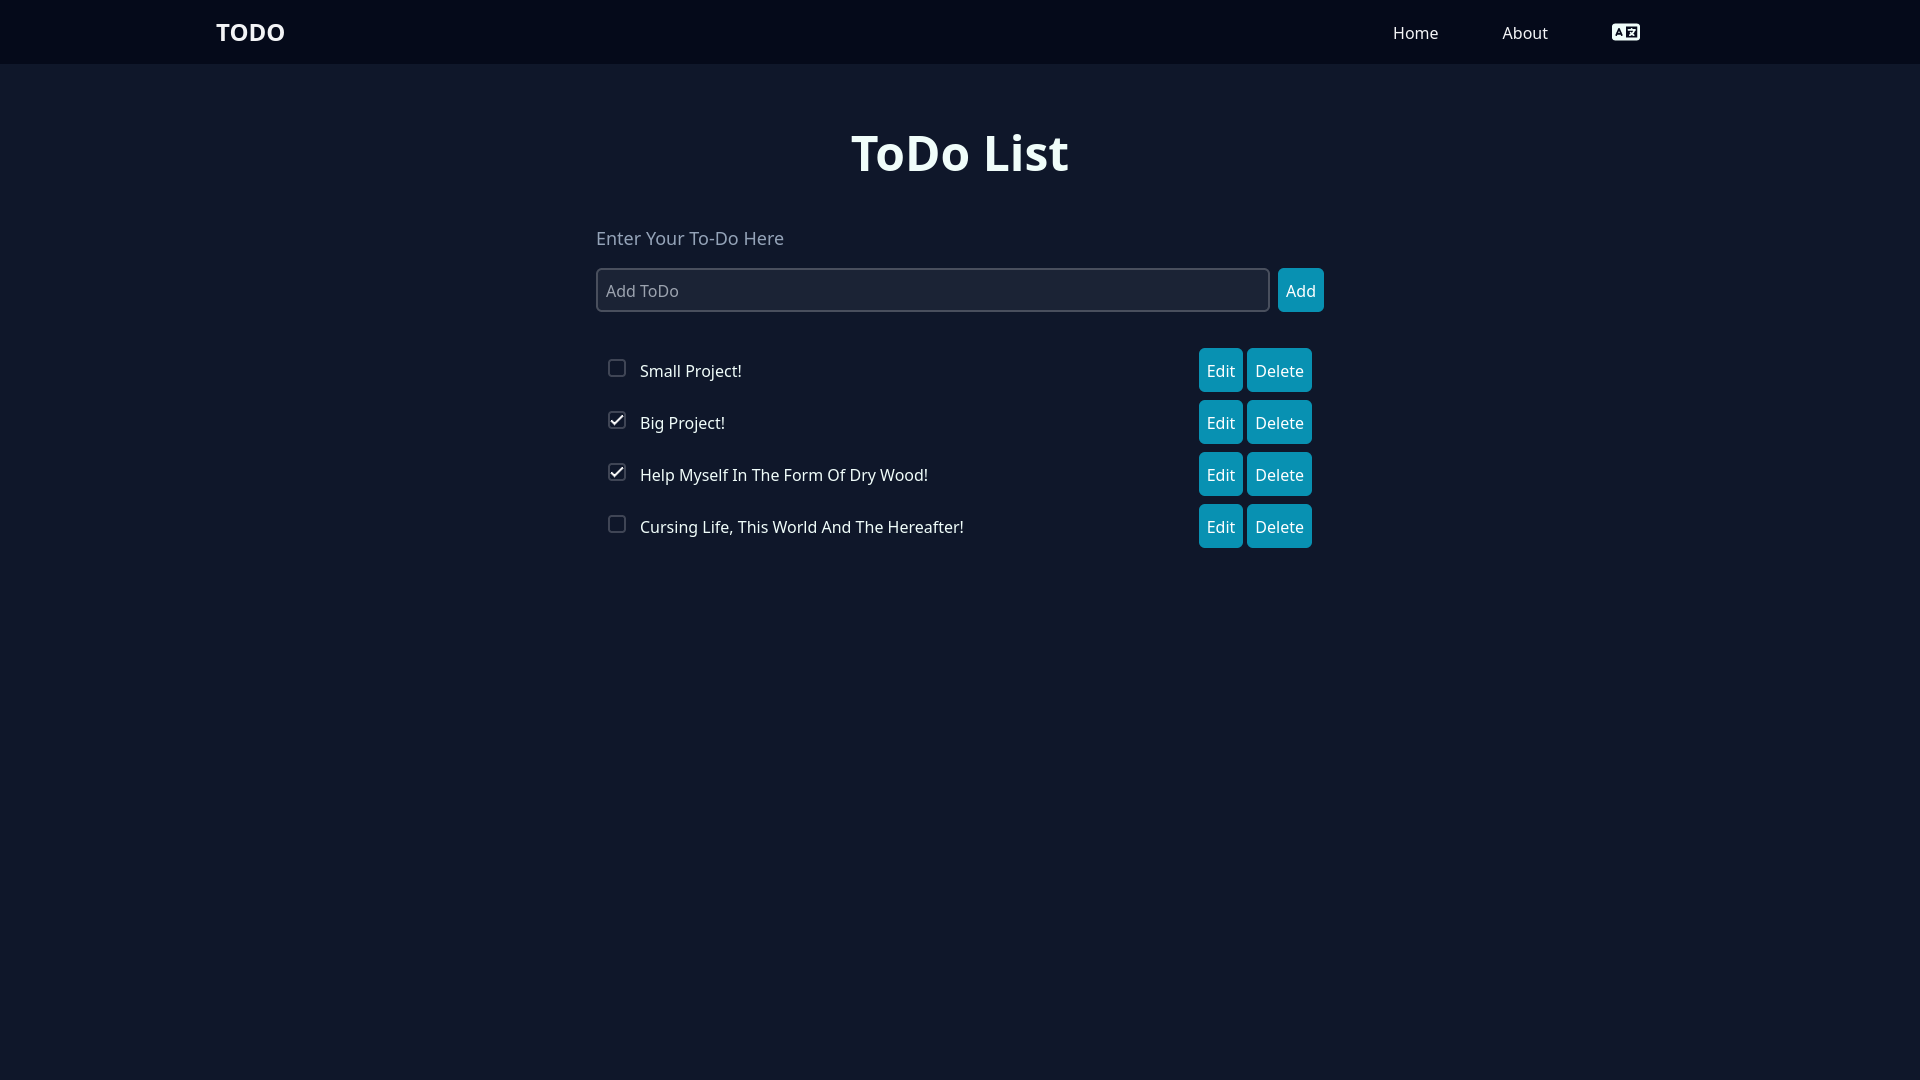 TODO
Home
About
ToDo List
Enter Your To-Do Here
Add ToDo
Add
Small Project!
Edit
Delete
Big Project!
Edit
Delete
Help Myself In The Form Of Dry Wood!
Edit
Delete
Cursing Life, This World And The Hereafter!
Edit
Delete